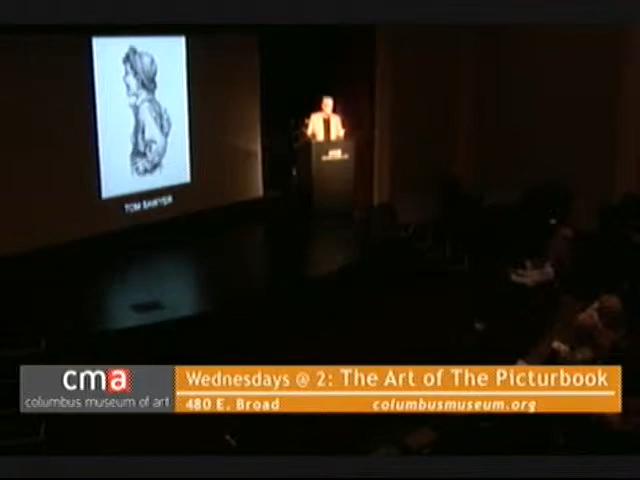 TOM SAWYER
cma
columbus museum of art
Wednesdays @ 2: The Art of The Picturbook
480 E. Broad
columbusmuseum.org